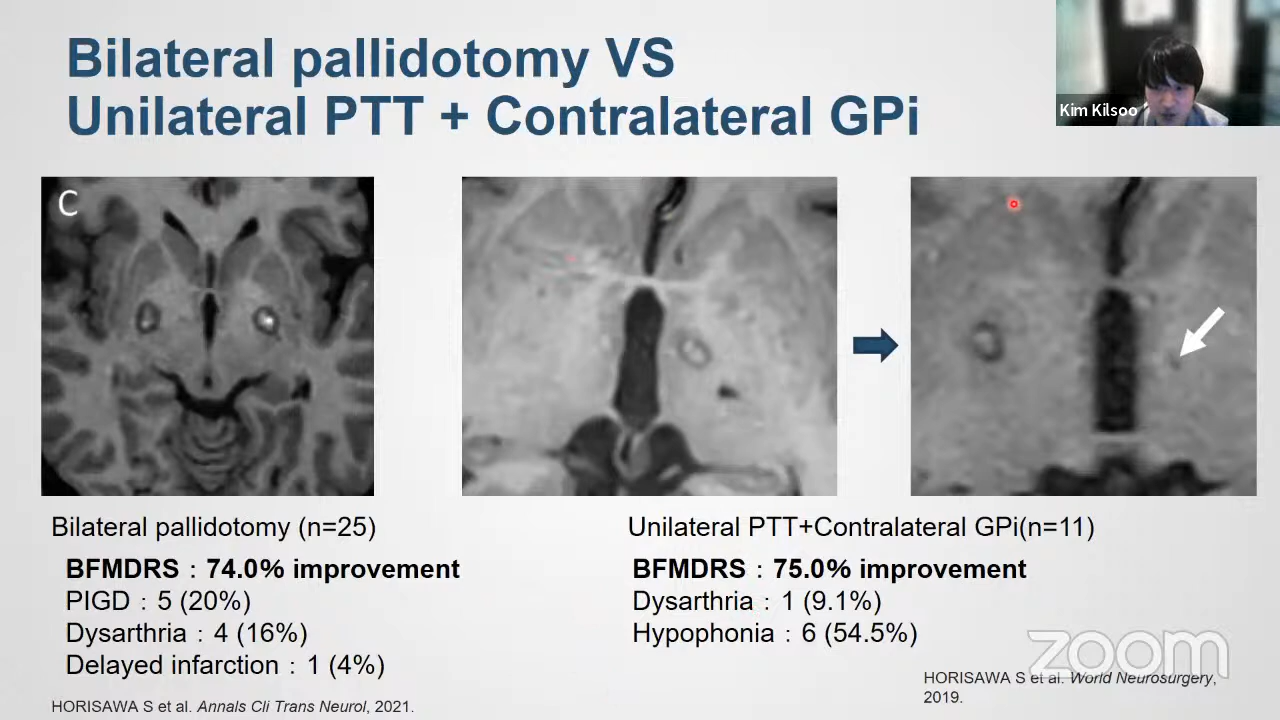 Bilateral pallidotomy VS
Unilateral PTT + Contralateral GPi
Kim Kilsoo
C
Bilateral pallidotomy (n=25)
BFMDRS：74.0% improvement
PIGD：5 (20%)
Dysarthria：4 (16%)
Delayed infarction：1 (4%)
HORISAWA S et al. Annals Cli Trans Neurol, 2021.
Unilateral PTT+Contralateral GPi(n=11)
BFMDRS：75.0% improvement
Dysarthria：1 (9.1%)
Hypophonia：6 (54.5%)
zoom
HORISAWA S et al. World Neurosurgery,
2019.